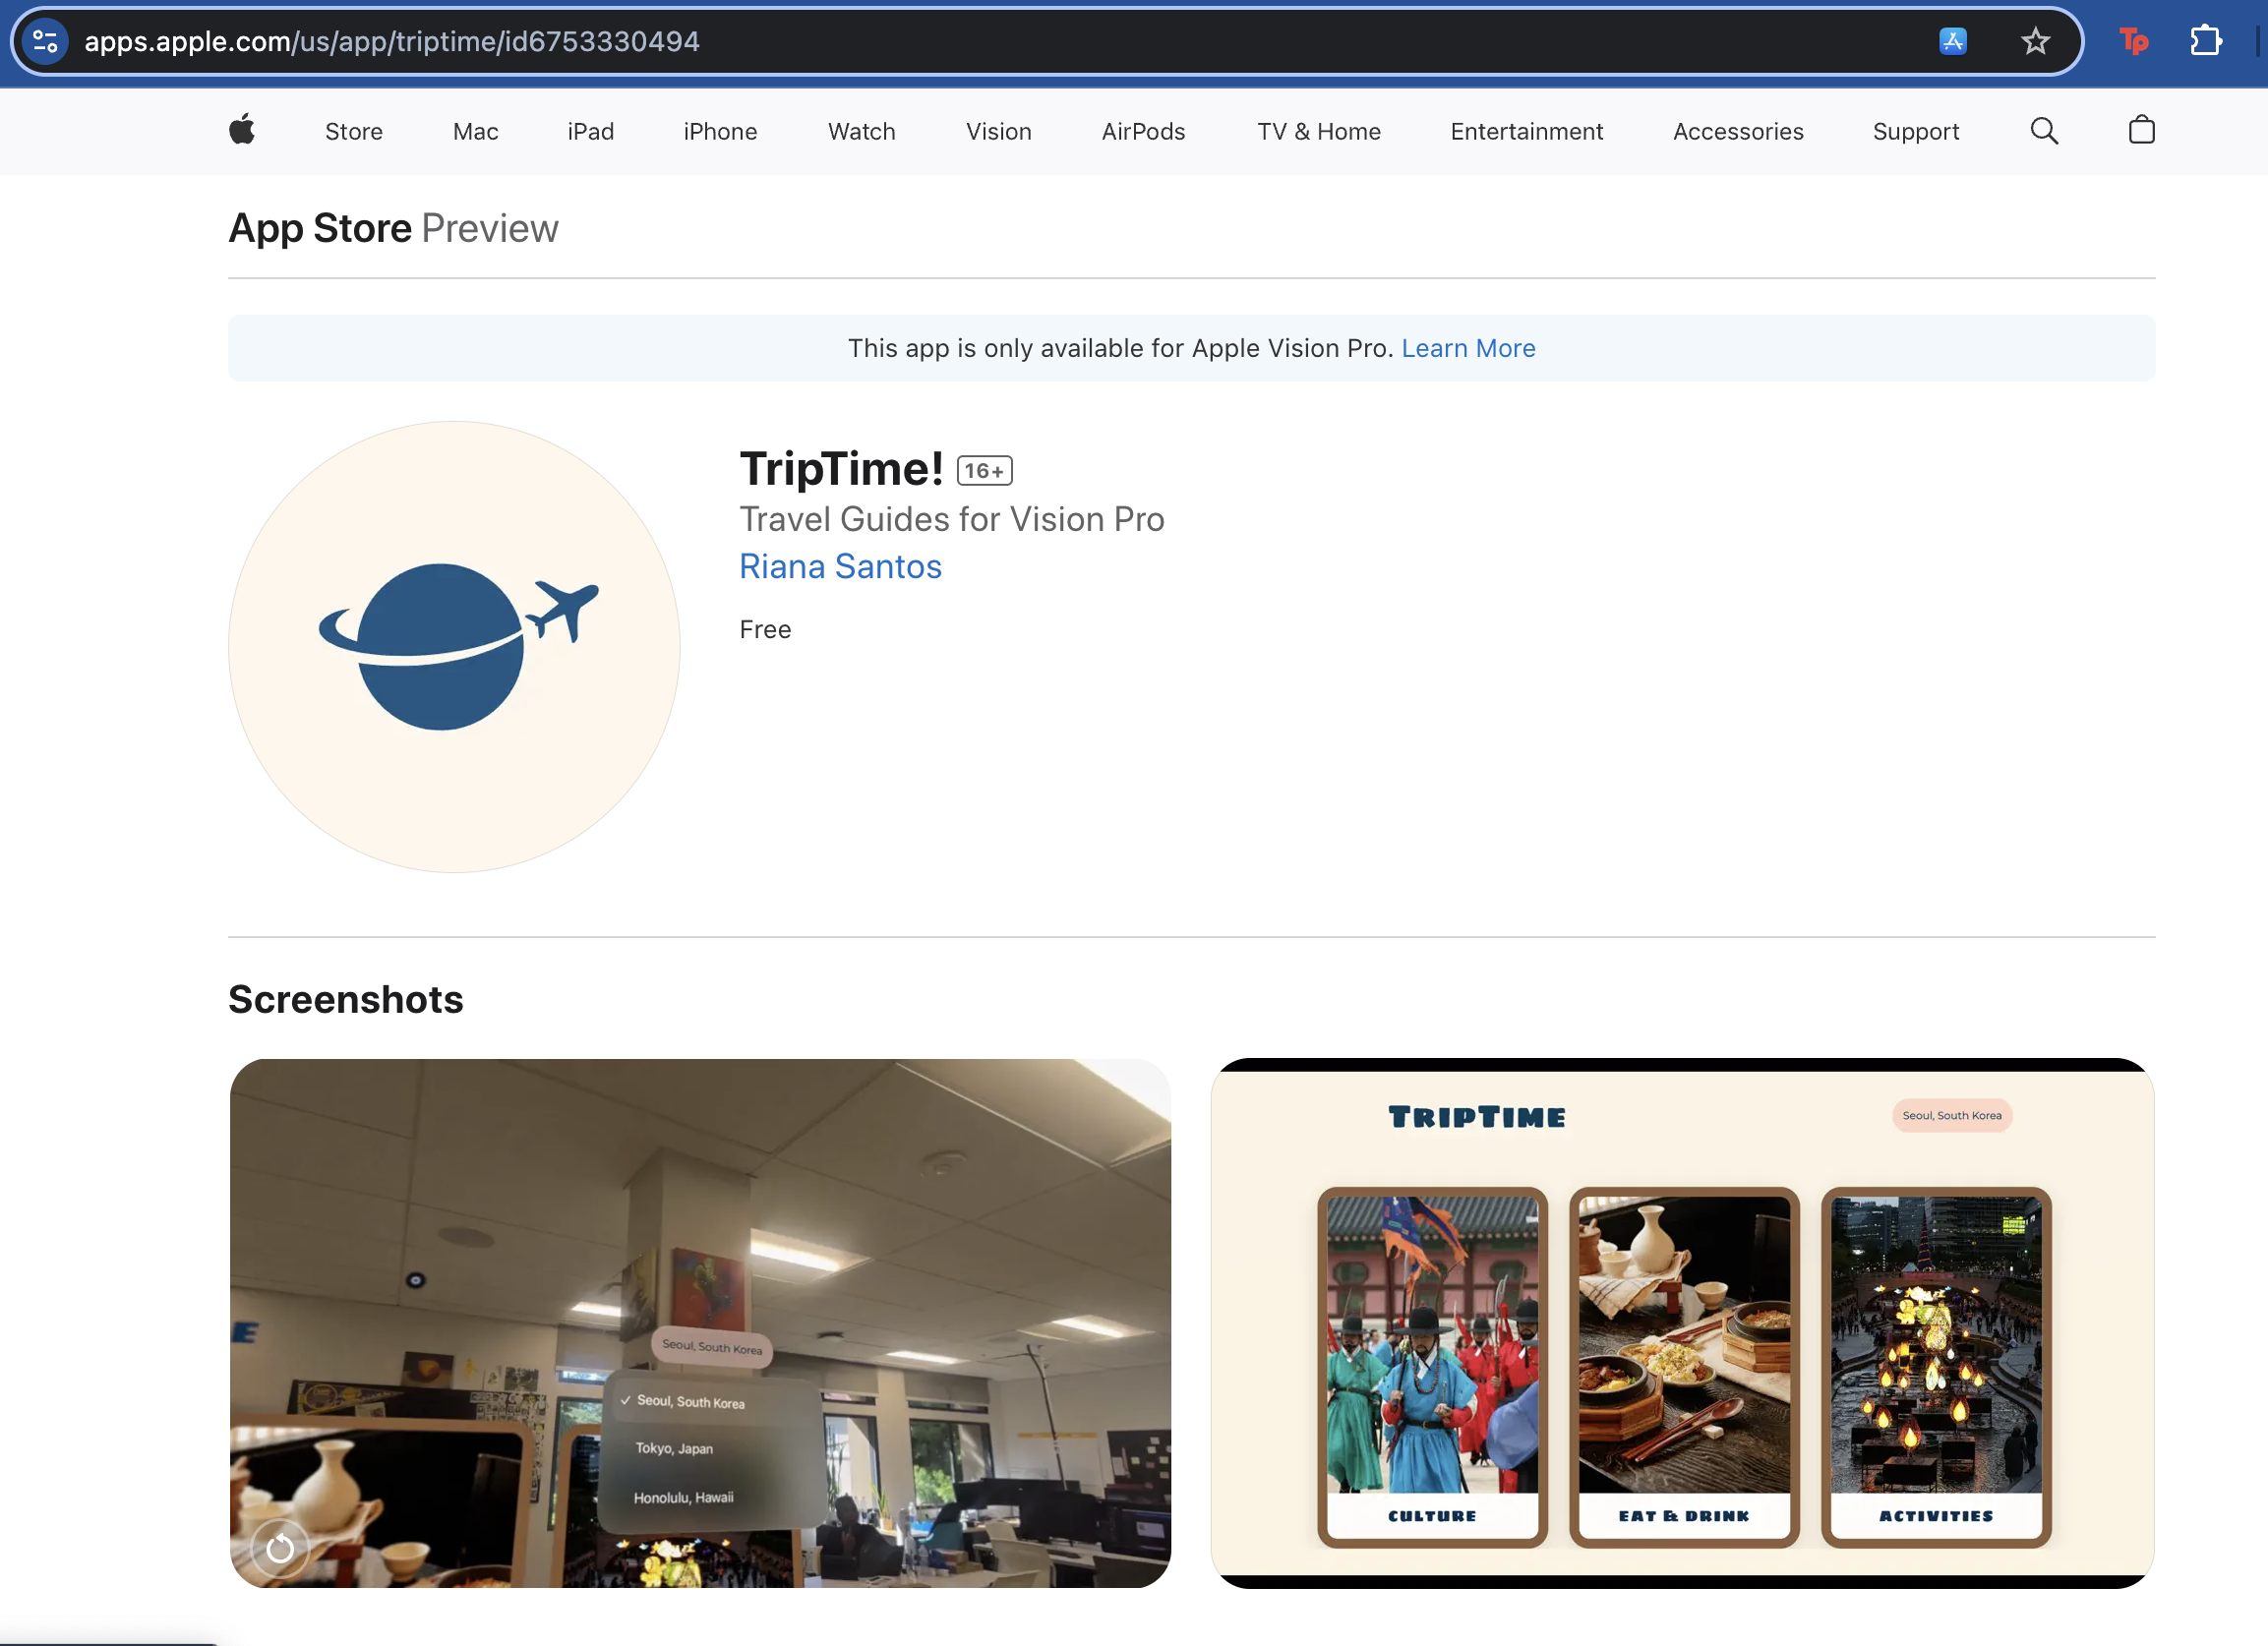 apps.apple.com/us/app/triptime/id6753330494
Tp
Store Mac iPad iPhone Watch Vision AirPods TV & Home Entertainment Accessories Support
App Store Preview
This app is only available for Apple Vision Pro. Learn More
TripTime! 16+
Travel Guides for Vision Pro
Riana Santos
Free
Screenshots
E
Seoul, South Korea
✓ Seoul, South Korea
Tokyo, Japan
Honolulu, Hawaii
TRIPTIME
Seoul, South Korea
CULTURE
EAT & DRINK
ACTIVITIES